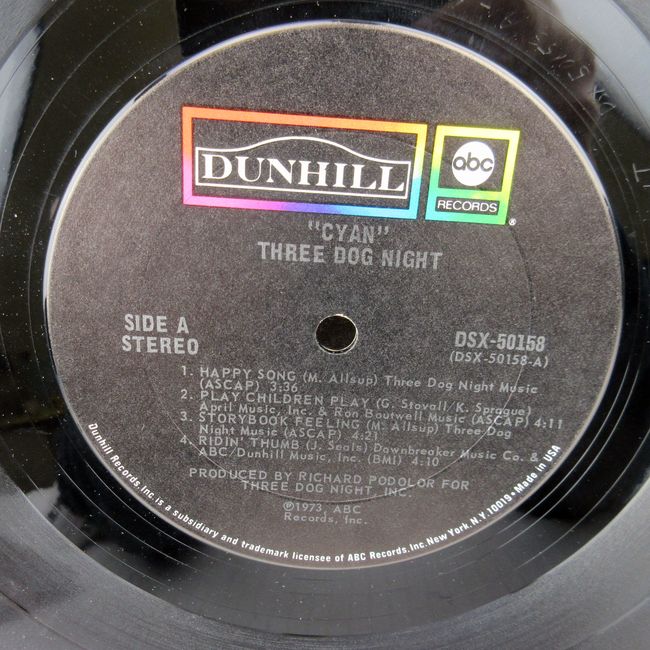 DUNHILL
abc
RECORDS
®
"CYAN"
THREE DOG NIGHT
SIDE A
STEREO
DSX-50158
(DSX-50158-A)
1. HAPPY SONG (M. Allsup) Three Dog Night Music
(ASCAP) 3:36
2. PLAY CHILDREN PLAY (G. Stovall/K. Sprague)
April Music, Inc. & Ron Boutwell Music (ASCAP) 4:11
3. STORYBOOK FEELING (M. Allsup) Three Dog
Night Music (ASCAP) 4:21
4. RIDIN' THUMB (J. Seals) Dawnbreaker Music Co. &
ABC/Dunhill Music, Inc. (BMI) 4:10
PRODUCED BY RICHARD PODOLOR FOR
THREE DOG NIGHT, INC.
℗1973, ABC
Records, Inc.
Dunhill Records, Inc. is a subsidiary and trademark licensee of ABC Records, Inc. New York, N.Y. 10019 • Made in USA